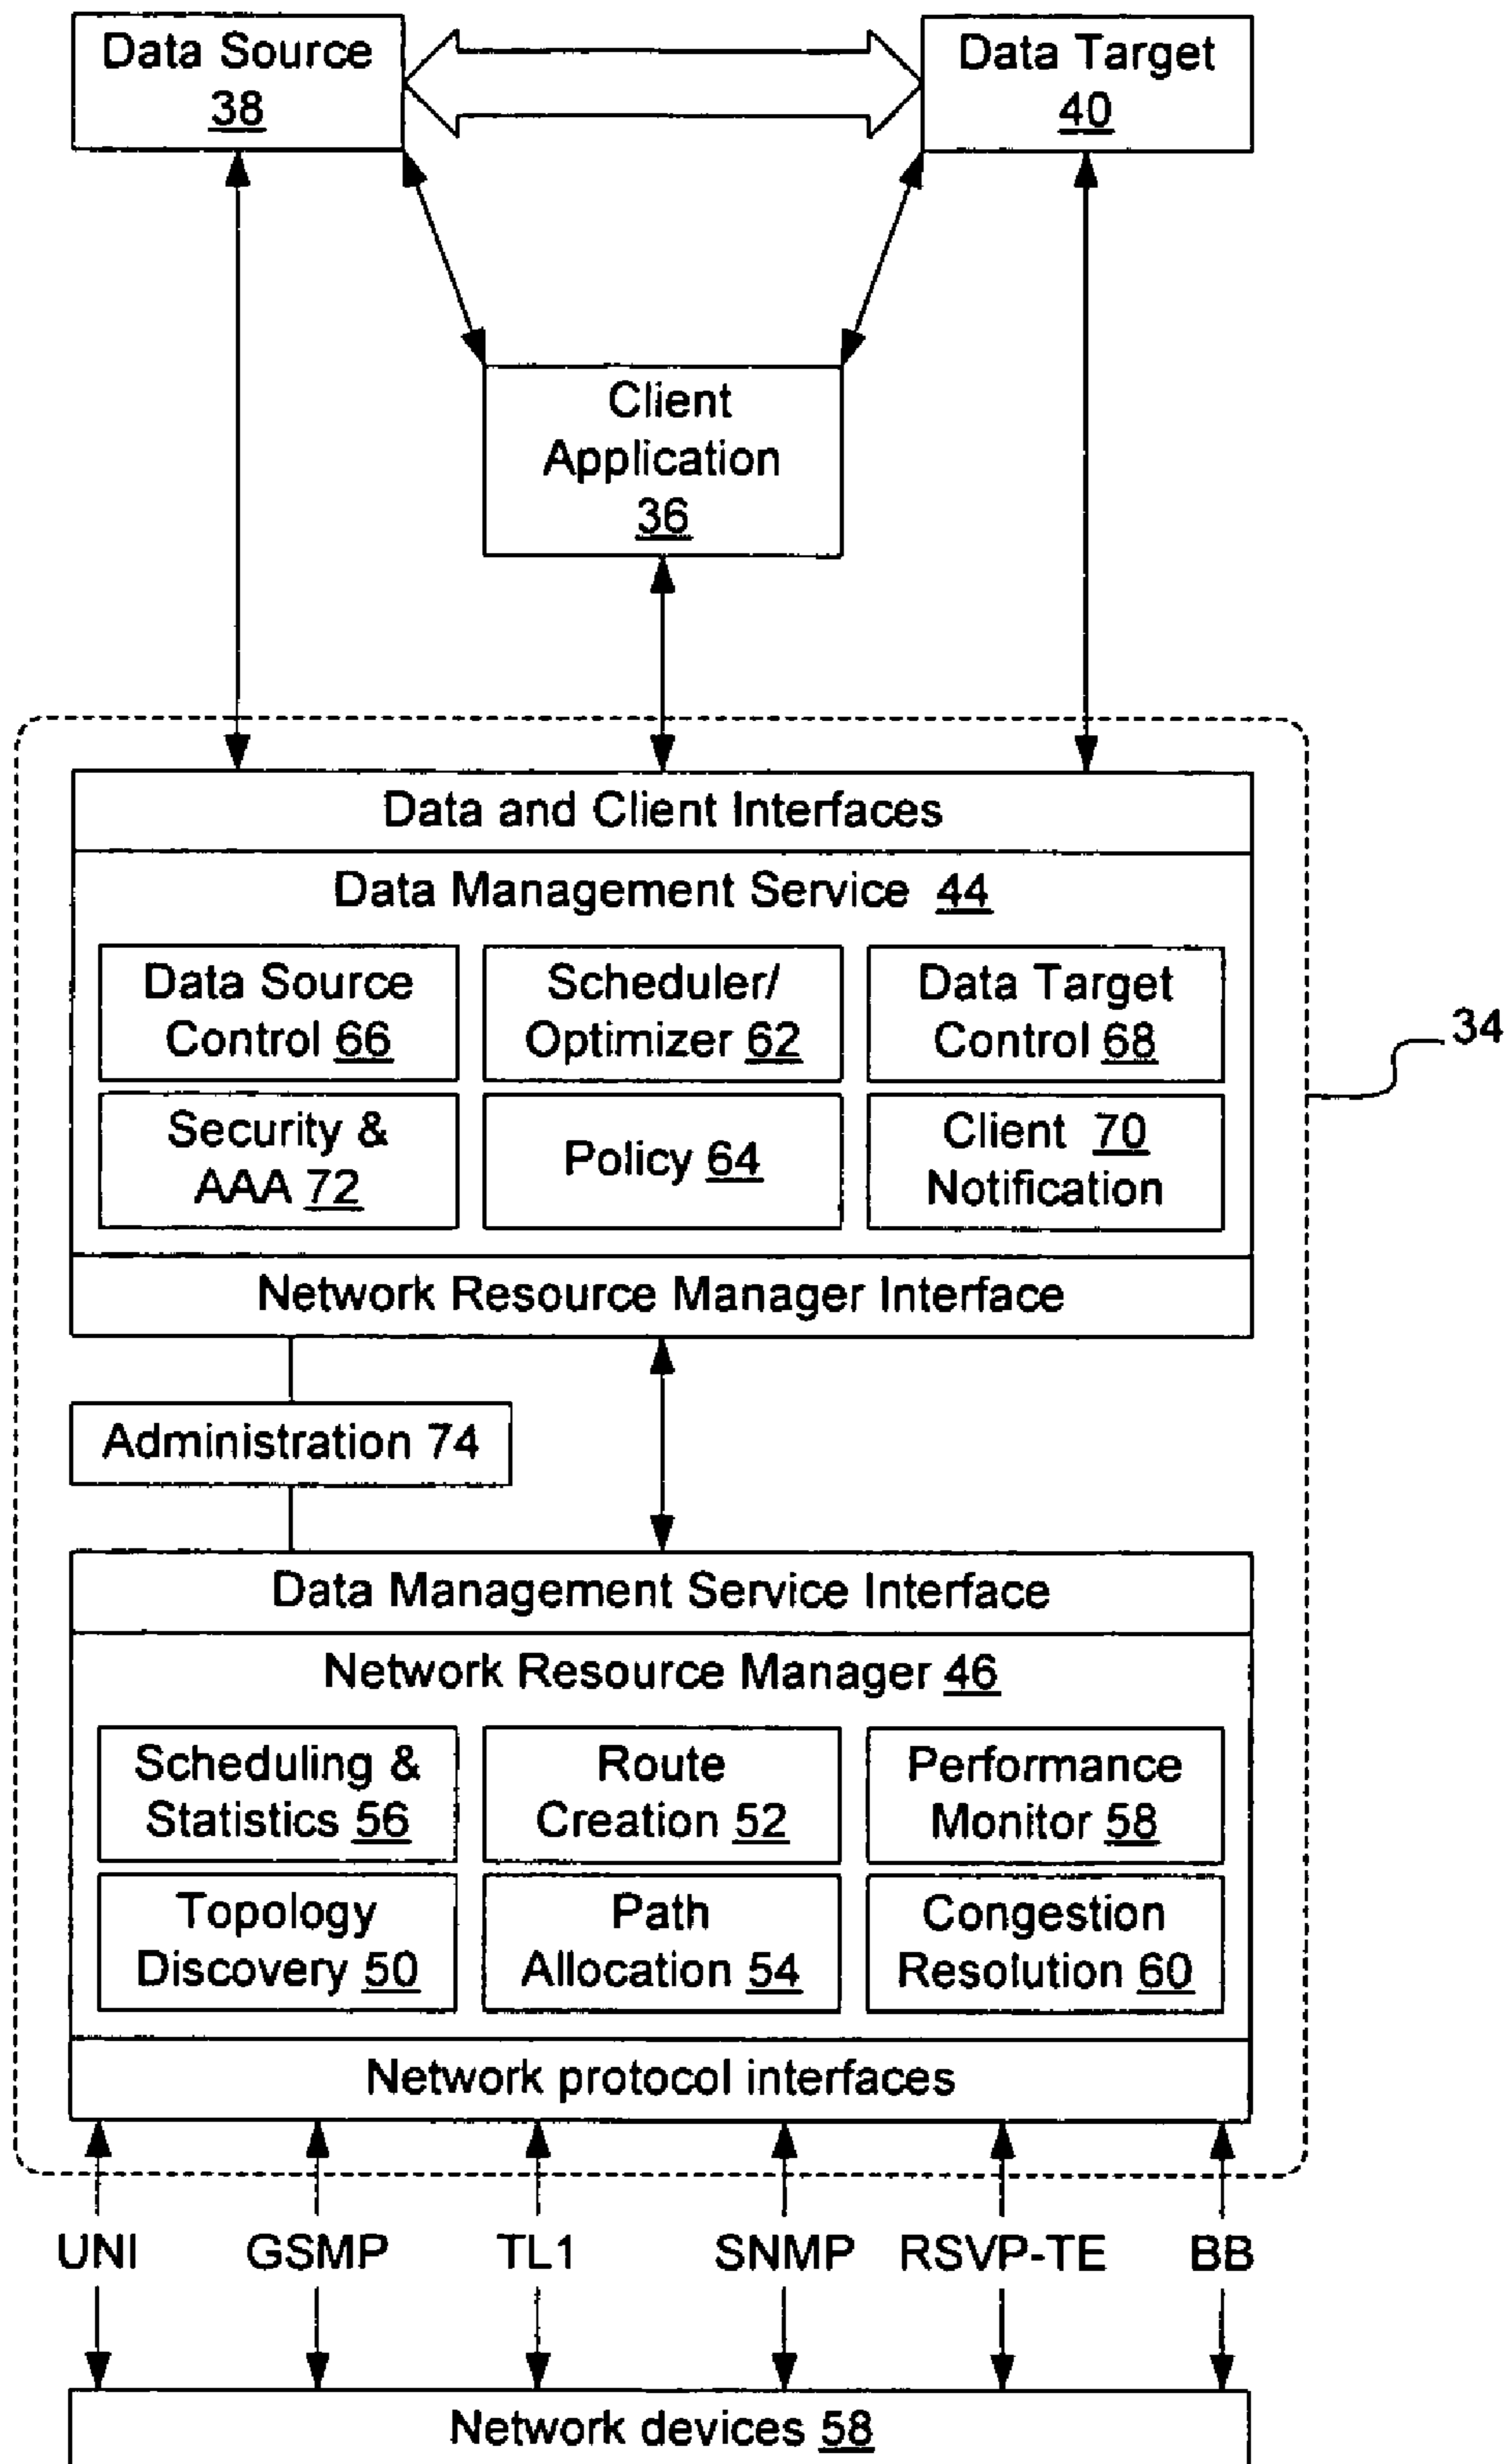 Data Source
38
Data Target
40
Client
Application
36
Data and Client Interfaces
Data Management Service 44
Data Source
Control 66
Scheduler/
Optimizer 62
Data Target
Control 68
34
Security &
AAA 72
Policy 64
Client 70
Notification
Network Resource Manager Interface
Administration 74
Data Management Service Interface
Network Resource Manager 46
Scheduling &
Statistics 56
Route
Creation 52
Performance
Monitor 58
Topology
Discovery 50
Path
Allocation 54
Congestion
Resolution 60
Network protocol interfaces
UNI
GSMP
TL1
SNMP
RSVP-TE
BB
Network devices 58